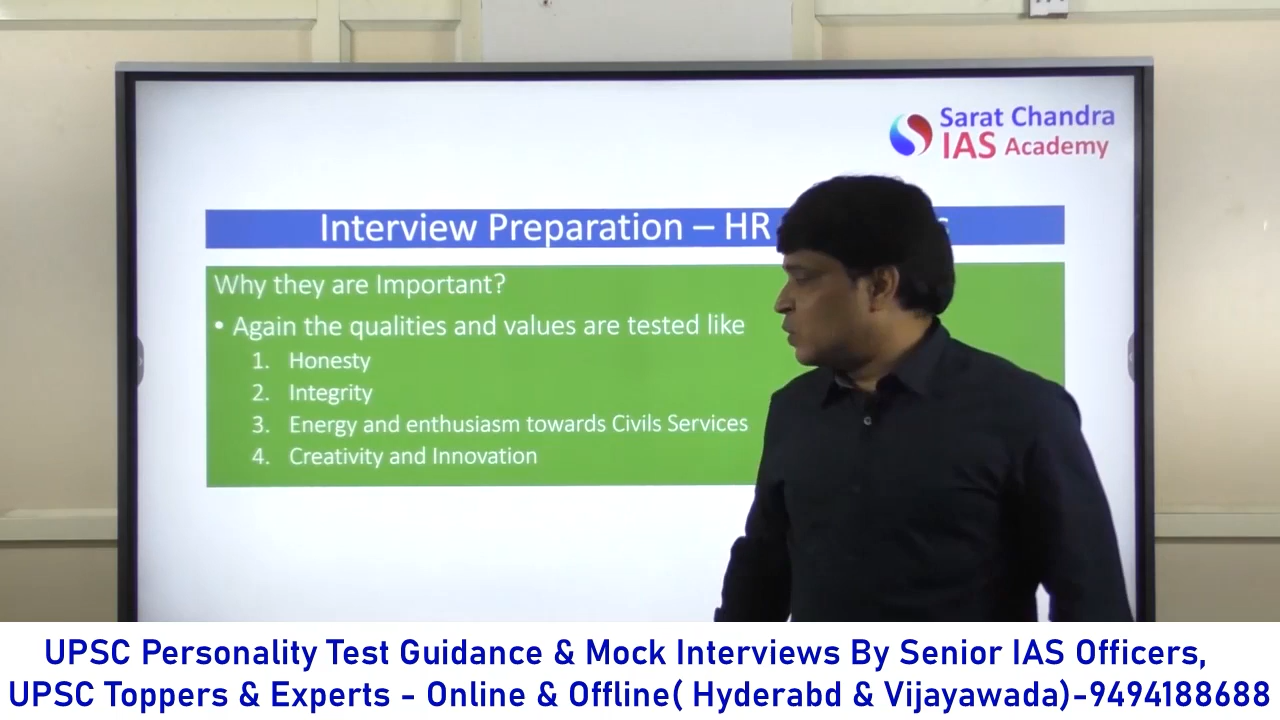 Sarat Chandra
IAS Academy
Interview Preparation – HR
Why they are Important?
• Again the qualities and values are tested like
1. Honesty
2. Integrity
3. Energy and enthusiasm towards Civils Services
4. Creativity and Innovation
UPSC Personality Test Guidance & Mock Interviews By Senior IAS Officers,
UPSC Toppers & Experts - Online & Offline( Hyderabd & Vijayawada)-9494188688